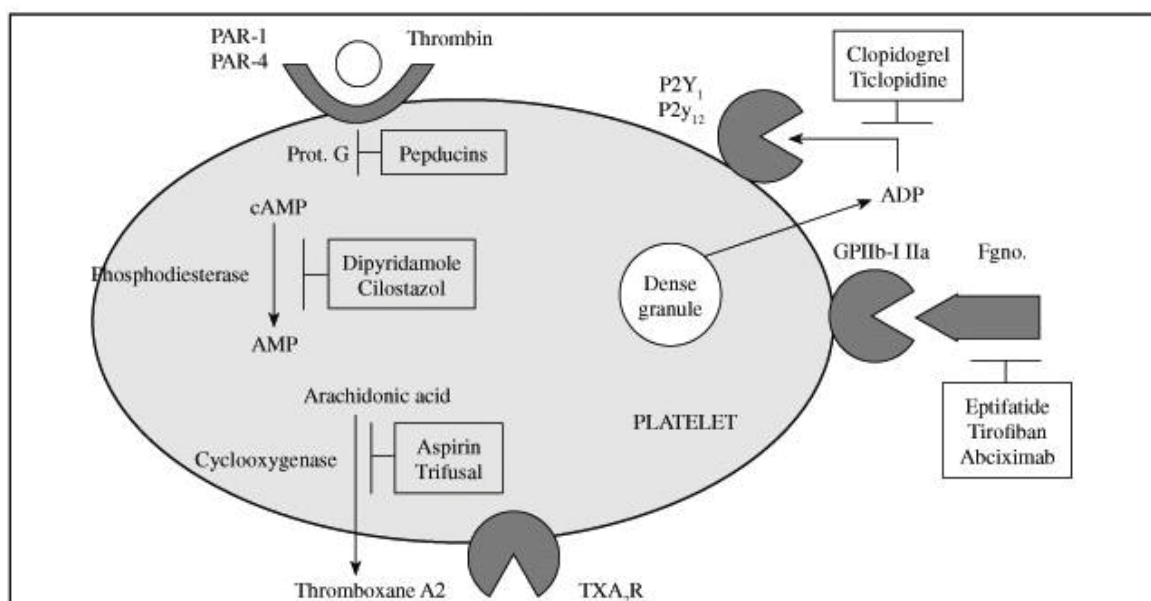 PAR-1
PAR-4
Thrombin
Clopidogrel
Ticlopidine
P2Y1
P2y12
Prot. G
Pepducins
ADP
cAMP
GPIIb-I IIa
Fgno.
Phosphodiesterase
Dipyridamole
Cilostazol
Dense
granule
AMP
Arachidonic acid
PLATELET
Eptifatide
Tirofiban
Abciximab
Cyclooxygenase
Aspirin
Trifusal
Thromboxane A2
TXA,R